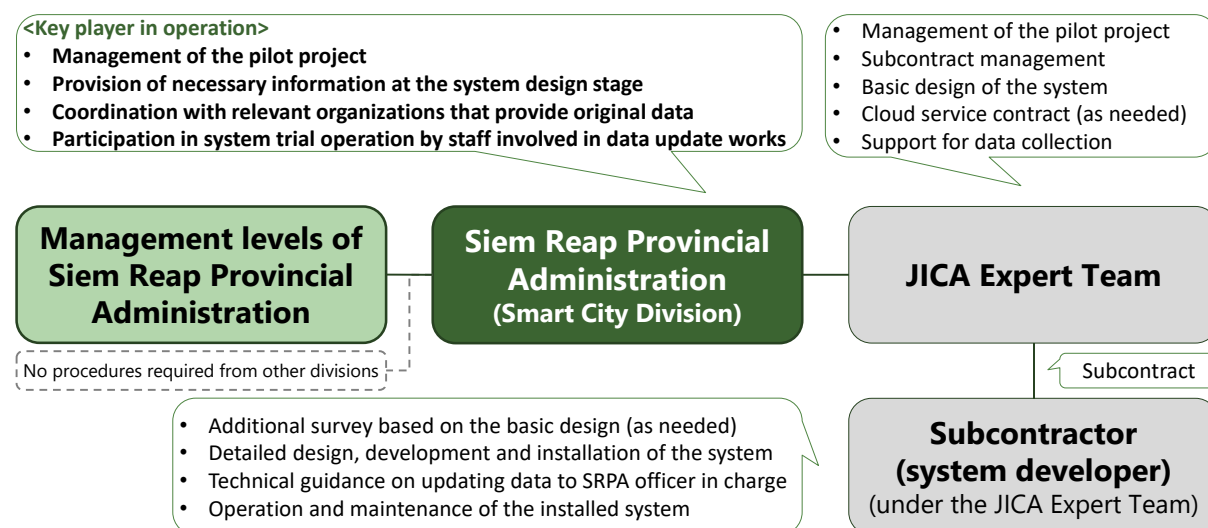 <Key player in operation>
• Management of the pilot project
• Provision of necessary information at the system design stage
• Coordination with relevant organizations that provide original data
• Participation in system trial operation by staff involved in data update works
• Management of the pilot project
• Subcontract management
• Basic design of the system
• Cloud service contract (as needed)
• Support for data collection
Management levels of
Siem Reap Provincial
Administration
Siem Reap Provincial
Administration
(Smart City Division)
JICA Expert Team
No procedures required from other divisions
Subcontract
• Additional survey based on the basic design (as needed)
• Detailed design, development and installation of the system
• Technical guidance on updating data to SRPA officer in charge
• Operation and maintenance of the installed system
Subcontractor
(system developer)
(under the JICA Expert Team)